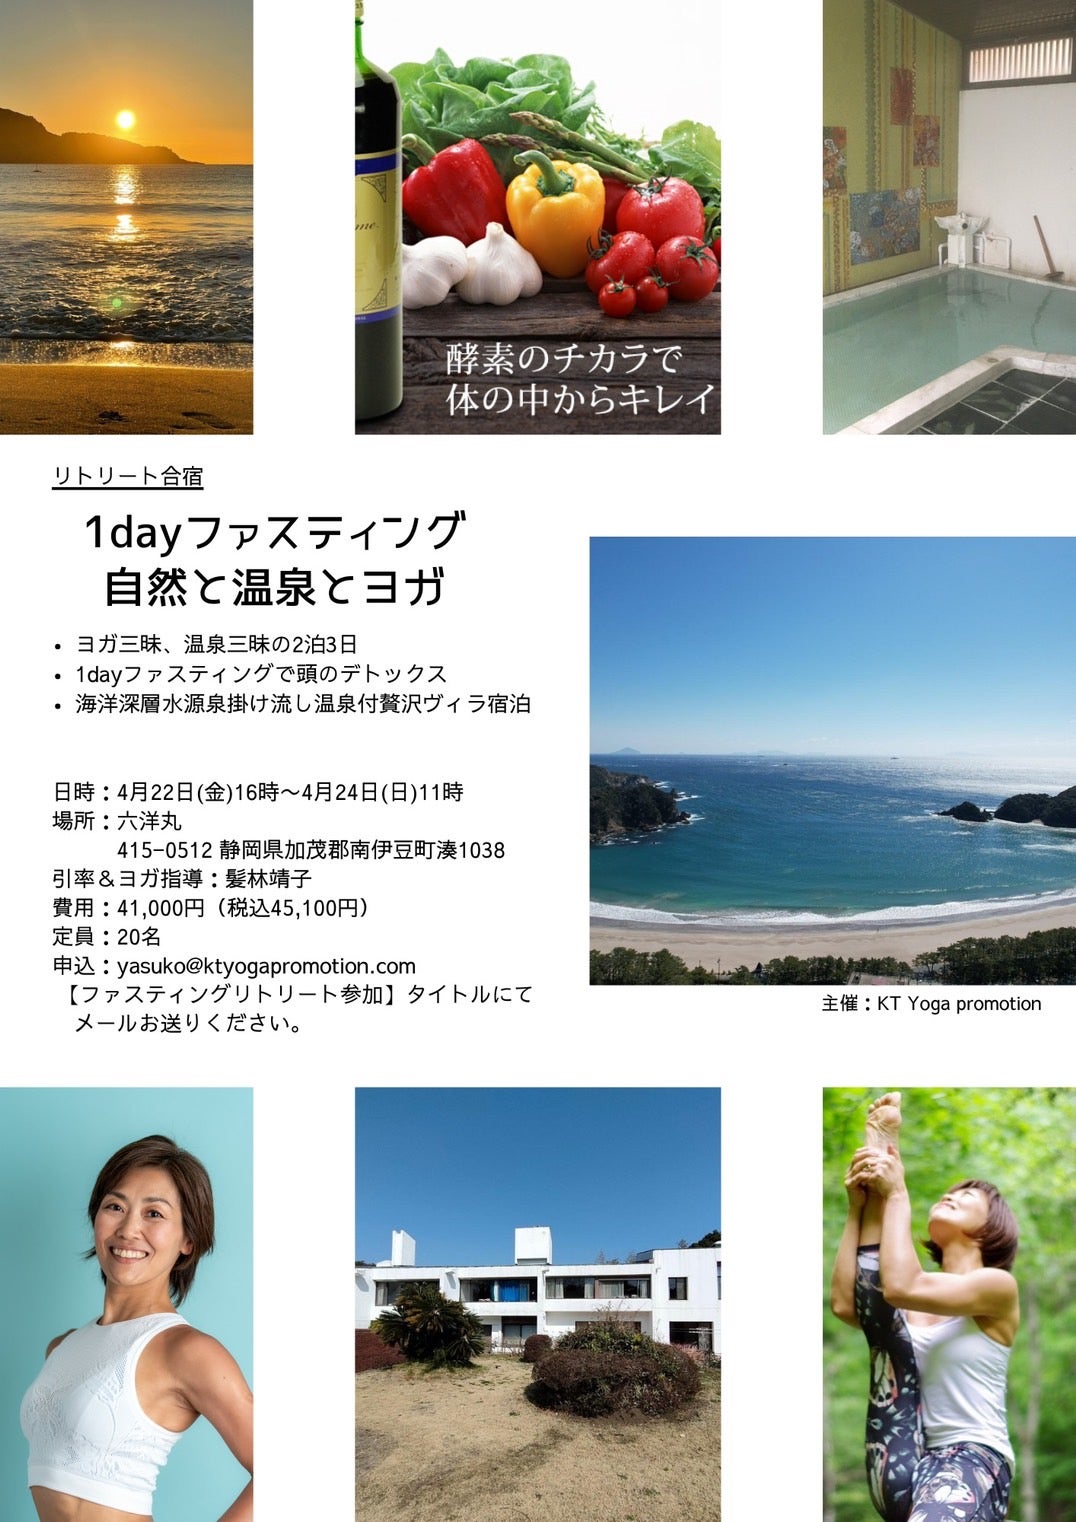 酵素のチカラで
体の中からキレイ
リトリート合宿
1dayファスティング
自然と温泉とヨガ
• ヨガ三昧、温泉三昧の2泊3日
• 1dayファスティングで頭のデトックス
• 海洋深層水源泉掛け流し温泉付贅沢ヴィラ宿泊
日時：4月22日(金)16時〜4月24日(日)11時
場所：六洋丸
415-0512 静岡県加茂郡南伊豆町湊1038
引率＆ヨガ指導：髪林靖子
費用：41,000円（税込45,100円）
定員：20名
申込：yasuko@ktyogapromotion.com
【ファスティングリトリート参加】タイトルにて
メールお送りください。
主催：KT Yoga promotion